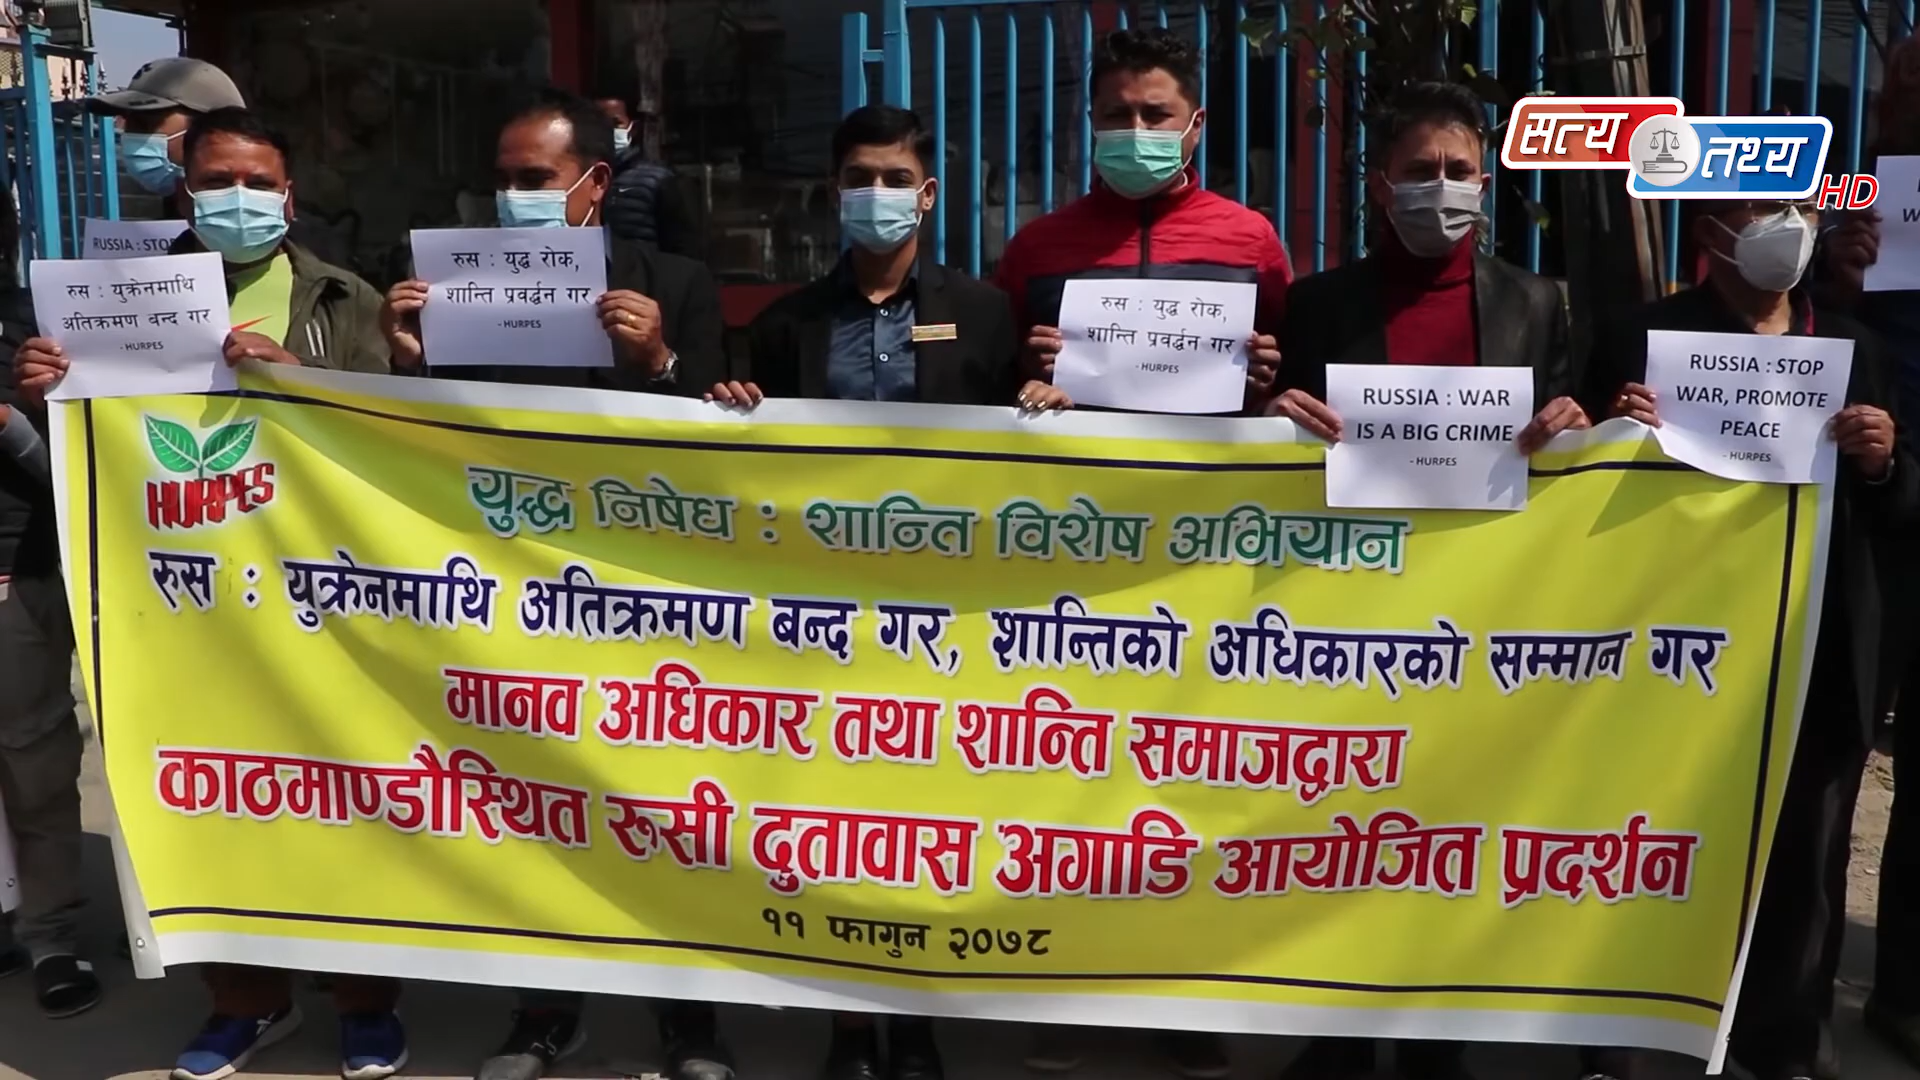 सत्य
तथ्य
HD
RUSSIA : STOP
रुस : युक्रेनमाथि
अतिक्रमण बन्द गर
- HURPES
रुस : युद्ध रोक,
शान्ति प्रवर्द्धन गर
- HURPES
रुस : युद्ध रोक,
शान्ति प्रवर्द्धन गर
- HURPES
RUSSIA : WAR
IS A BIG CRIME
- HURPES
RUSSIA : STOP
WAR, PROMOTE
PEACE
- HURPES
HURPES
युद्ध निषेध : शान्ति विशेष अभियान
रुस : युक्रेनमाथि अतिक्रमण बन्द गर, शान्तिको अधिकारको सम्मान गर
मानव अधिकार तथा शान्ति समाजद्वारा
काठमाण्डौस्थित रूसी दुतावास अगाडि आयोजित प्रदर्शन
११ फागुन २०७८